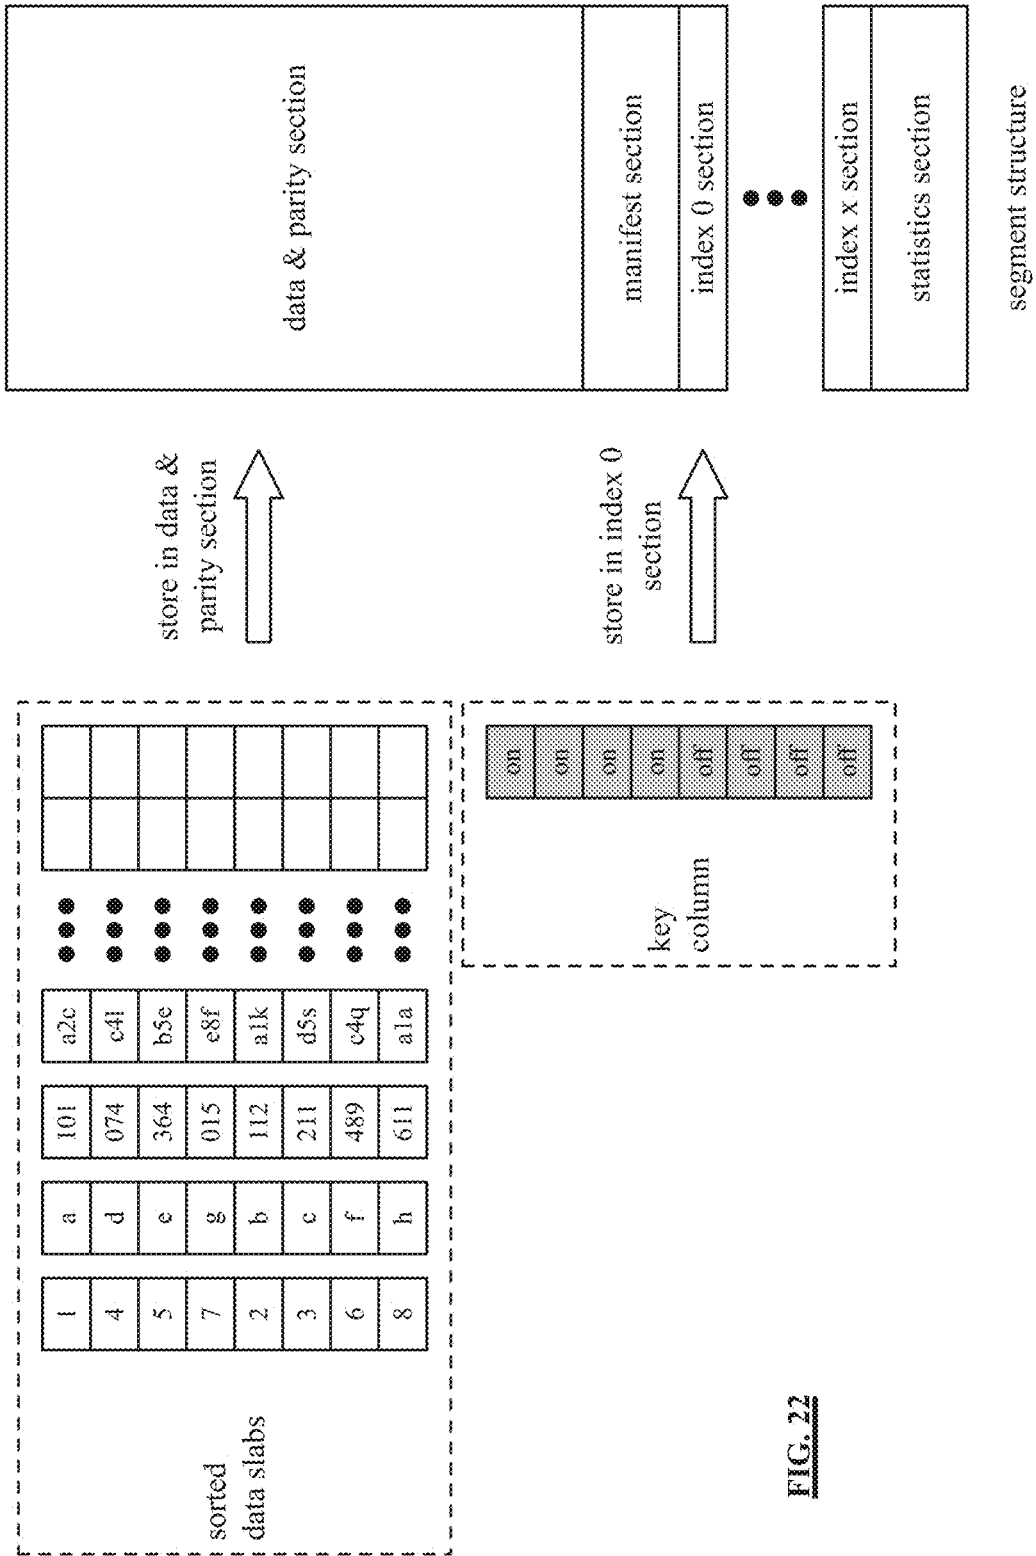 sorted
data slabs
1 a 101 a2c
4 d 074 c4l
5 e 364 b5e
7 g 015 e8f
2 b 112 a1k
3 c 211 d5s
6 f 489 c4q
8 h 611 a1a
key
column
on
on
on
on
off
off
off
off
store in data &
parity section
store in index 0
section
data & parity section
manifest section
index 0 section
index x section
statistics section
segment structure
FIG. 22